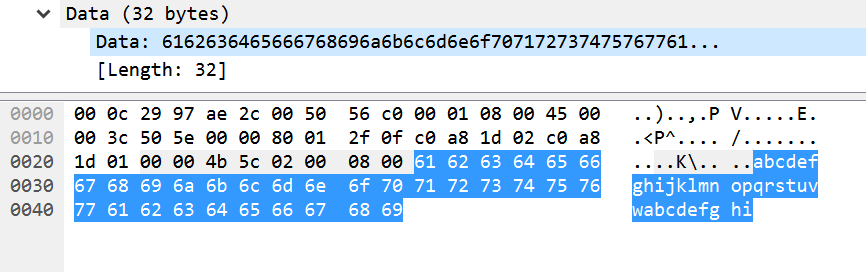 Data (32 bytes)
Data: 6162636465666768696a6b6c6d6e6f707172737475767761...
[Length: 32]
0000 00 0c 29 97 ae 2c 00 50 56 c0 00 01 08 00 45 00 ..)..,.P V.....E.
0010 00 3c 50 5e 00 00 80 01 2f 0f c0 a8 1d 02 c0 a8 .<P^.... /.......
0020 1d 01 00 00 4b 5c 02 00 08 00 61 62 63 64 65 66 ....K\.. ..abcdef
0030 67 68 69 6a 6b 6c 6d 6e 6f 70 71 72 73 74 75 76 ghijklmn opqrstuv
0040 77 61 62 63 64 65 66 67 68 69 wabcdefg hi